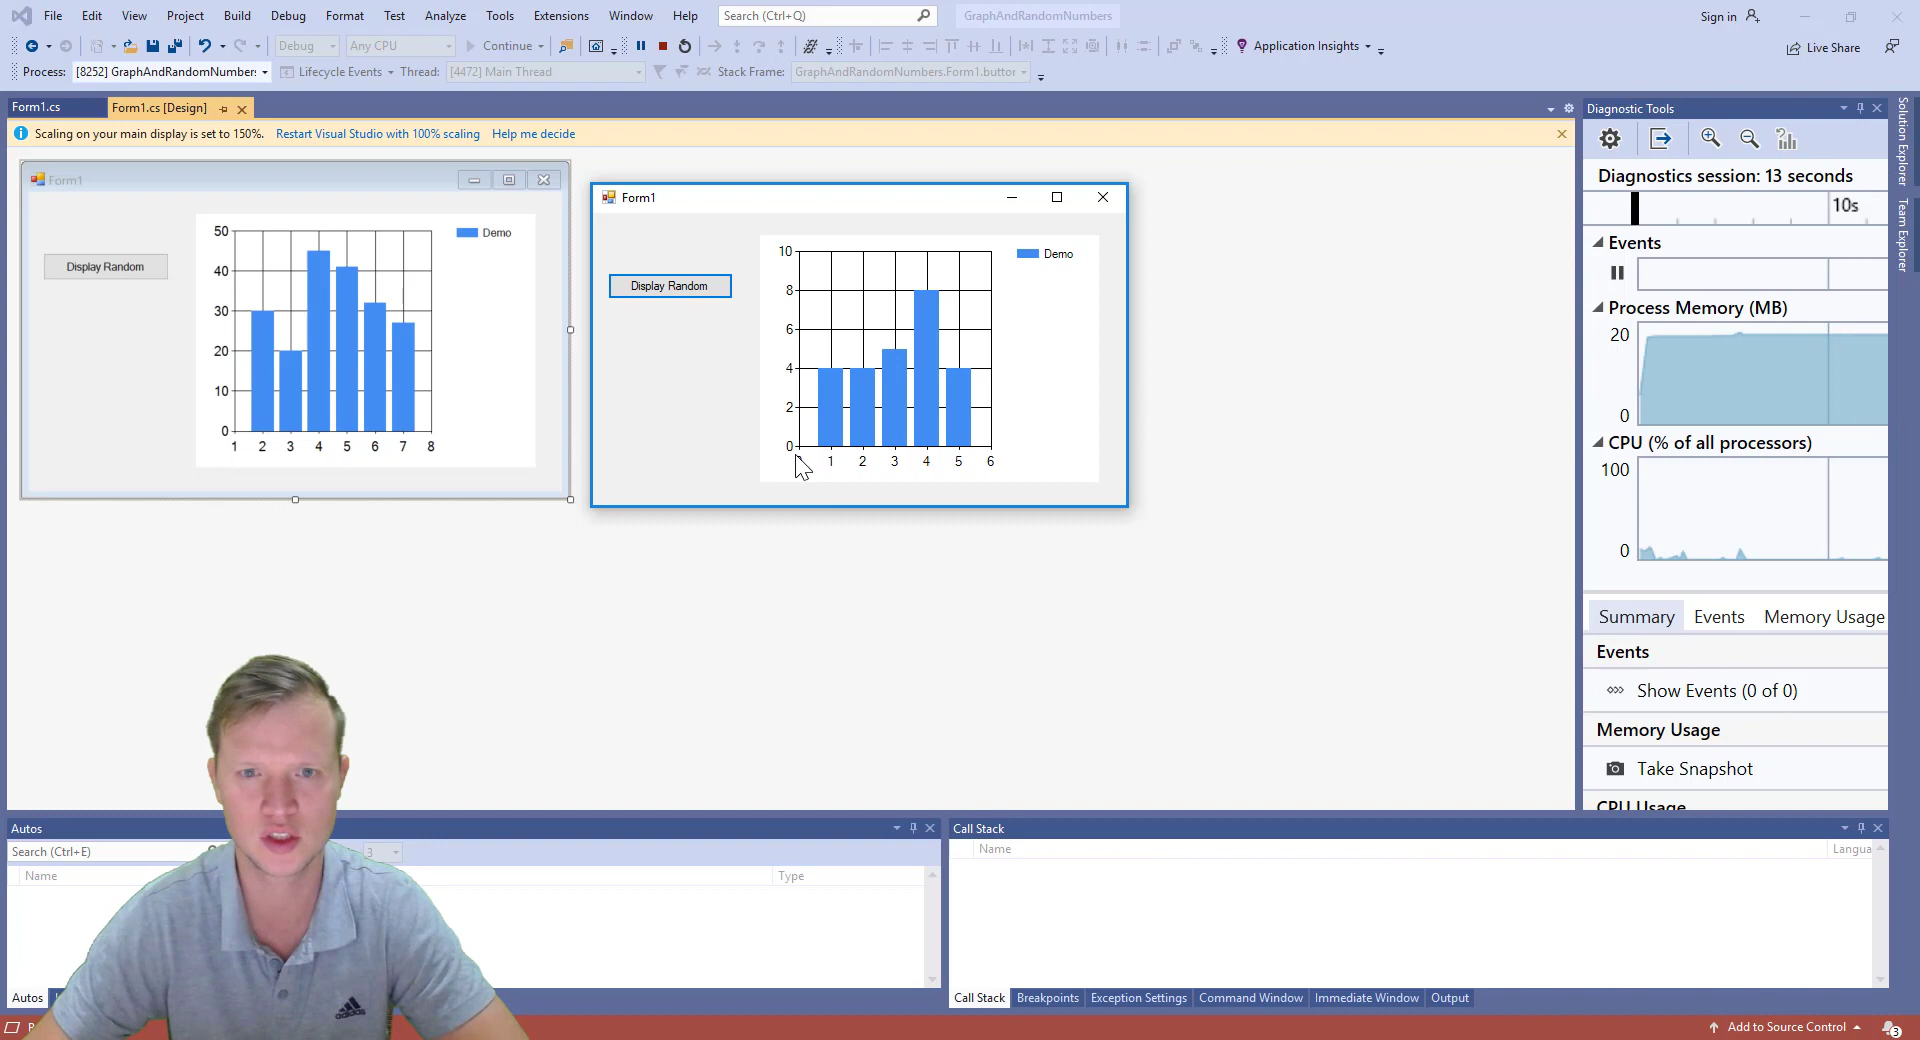 File Edit View Project Build Debug Format Test Analyze Tools Extensions Window Help Search (Ctrl+Q) GraphAndRandomNumbers Sign in
Debug Any CPU Continue Application Insights Live Share
Process: [8252] GraphAndRandomNumbers Lifecycle Events Thread: [4472] Main Thread Stack Frame: GraphAndRandomNumbers.Form1.button
Form1.cs Form1.cs [Design]
Scaling on your main display is set to 150%. Restart Visual Studio with 100% scaling Help me decide
Form1
Display Random
50
40
30
20
10
0
1 2 3 4 5 6 7 8
Demo
Form1
Display Random
10
8
6
4
2
0
1 2 3 4 5 6
Demo
Diagnostic Tools
Diagnostics session: 13 seconds
10s
Events
Process Memory (MB)
20
0
CPU (% of all processors)
100
0
Summary Events Memory Usage
Events
Show Events (0 of 0)
Memory Usage
Take Snapshot
CPU Usage
Solution Explorer
Team Explorer
Autos
Search (Ctrl+E) 3
Name Type
Autos
Call Stack
Name Langua
Call Stack Breakpoints Exception Settings Command Window Immediate Window Output
adidas
Add to Source Control 3